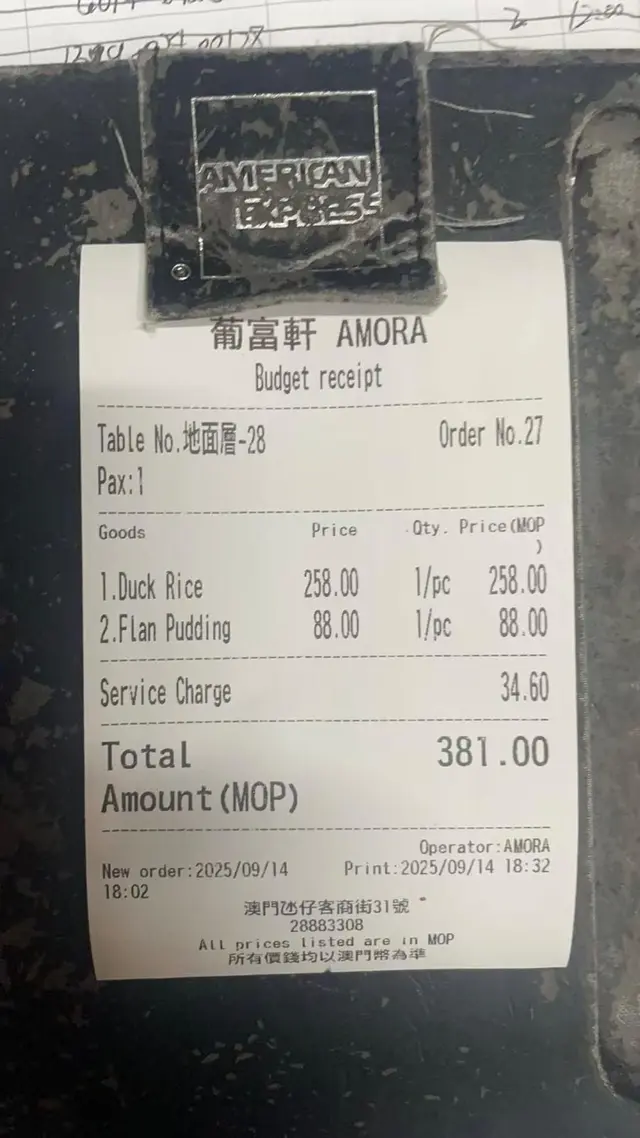 12:00
AMERICAN
EXPRESS
葡富軒 AMORA
Budget receipt
Table No.地面層-28 Order No.27
Pax:1
Goods Price Qty. Price(MOP
)
1.Duck Rice 258.00 1/pc 258.00
2.Flan Pudding 88.00 1/pc 88.00
Service Charge 34.60
Total 381.00
Amount(MOP)
Operator:AMORA
New order:2025/09/14 Print:2025/09/14 18:32
18:02
澳門氹仔客商街31號
28883308
All prices listed are in MOP
所有價錢均以澳門幣為準